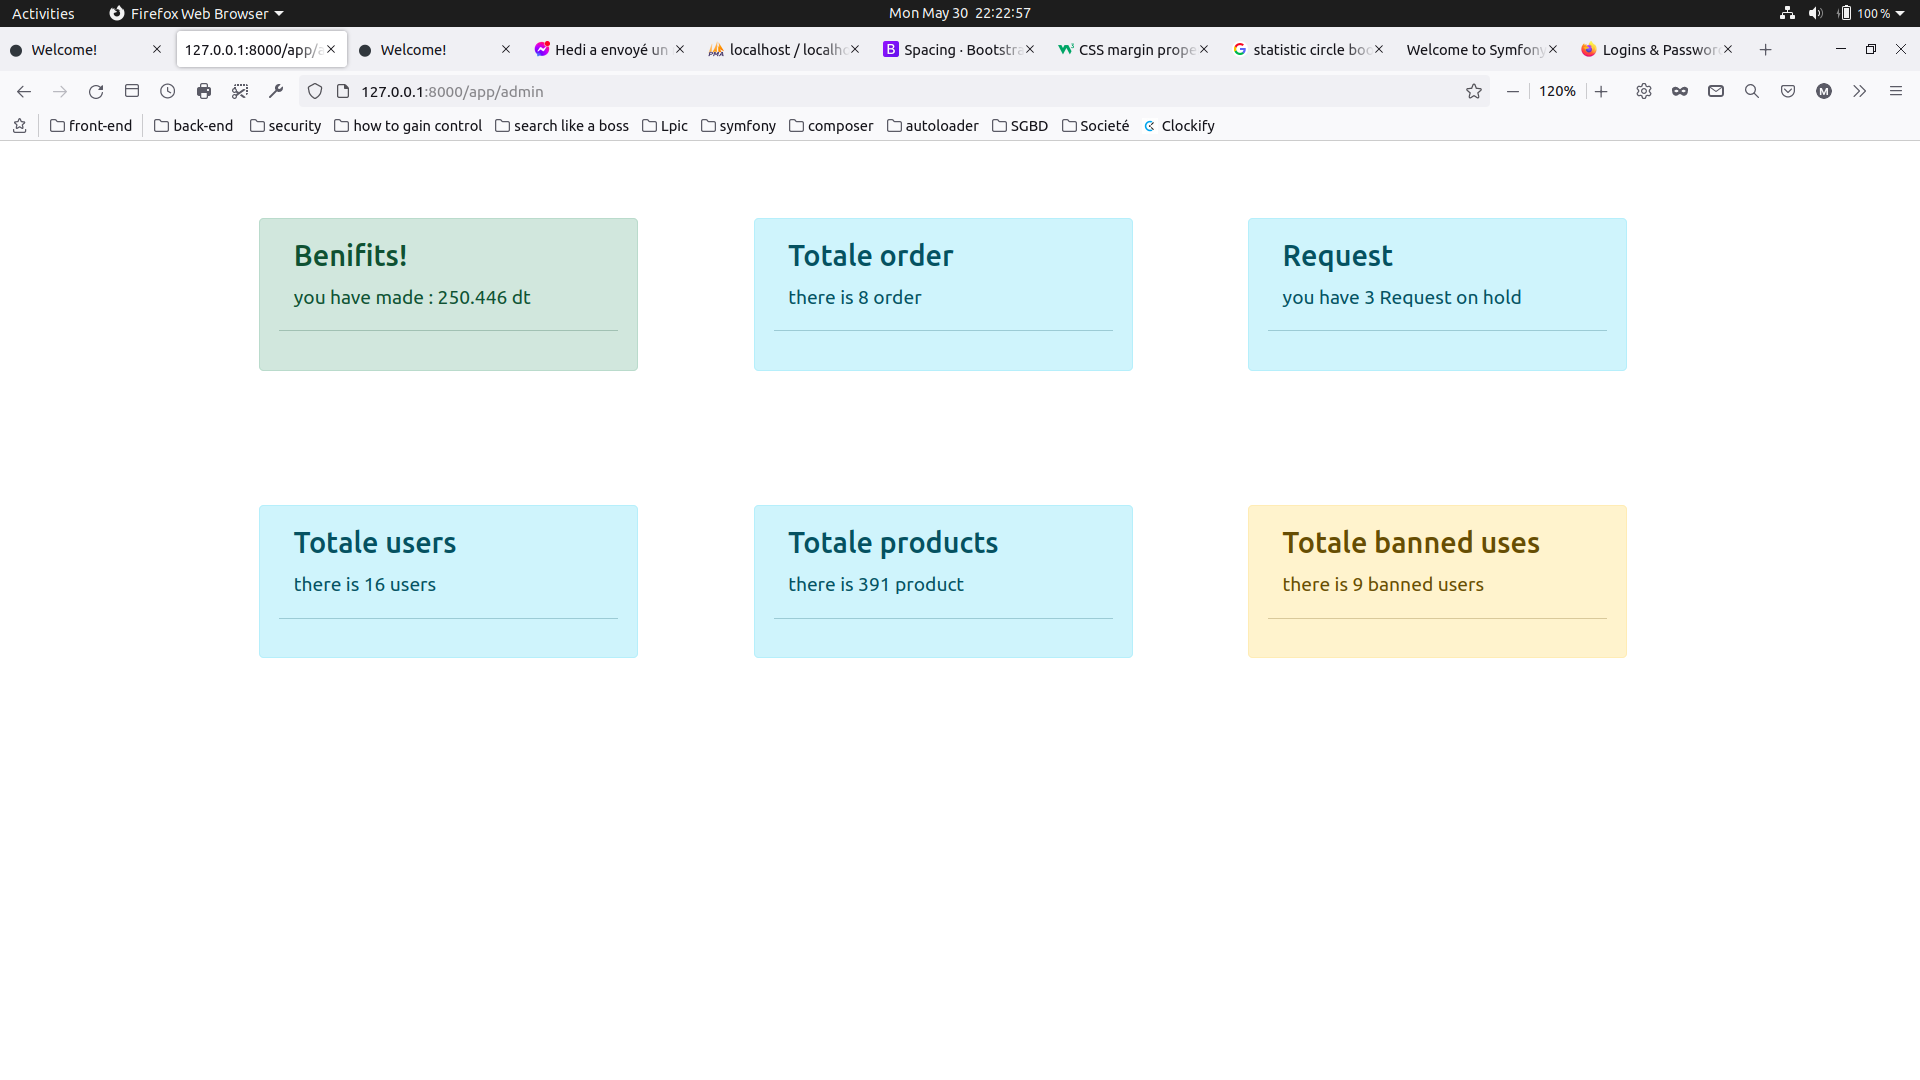 Activities Firefox Web Browser Mon May 30 22:22:57 100 %
Welcome! 127.0.0.1:8000/app/a Welcome! Hedi a envoyé un localhost / localho Spacing · Bootstra CSS margin prope statistic circle boo Welcome to Symfony Logins & Passwor
127.0.0.1:8000/app/admin 120% M
front-end back-end security how to gain control search like a boss Lpic symfony composer autoloader SGBD Societé Clockify
Benifits! Totale order Request
you have made : 250.446 dt there is 8 order you have 3 Request on hold
Totale users Totale products Totale banned uses
there is 16 users there is 391 product there is 9 banned users